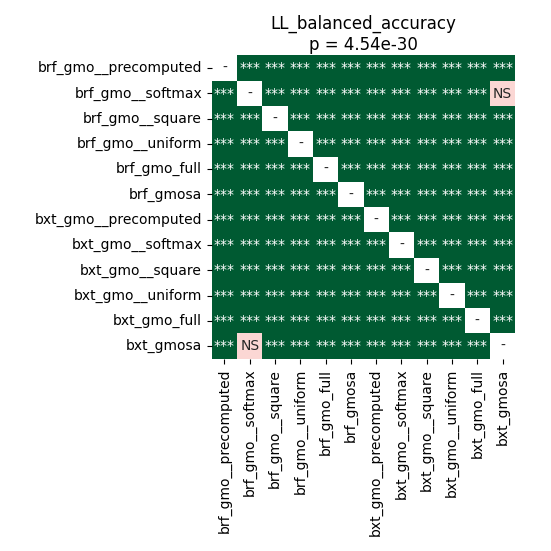 LL_balanced_accuracy
p = 4.54e-30
brf_gmo__precomputed - *** *** *** *** *** *** *** *** *** *** ***
brf_gmo__softmax *** - *** *** *** *** *** *** *** *** *** NS
brf_gmo__square *** *** - *** *** *** *** *** *** *** *** ***
brf_gmo__uniform *** *** *** - *** *** *** *** *** *** *** ***
brf_gmo_full *** *** *** *** - *** *** *** *** *** *** ***
brf_gmosa *** *** *** *** *** - *** *** *** *** *** ***
bxt_gmo__precomputed *** *** *** *** *** *** - *** *** *** *** ***
bxt_gmo__softmax *** *** *** *** *** *** *** - *** *** *** ***
bxt_gmo__square *** *** *** *** *** *** *** *** - *** *** ***
bxt_gmo__uniform *** *** *** *** *** *** *** *** *** - *** ***
bxt_gmo_full *** *** *** *** *** *** *** *** *** *** - ***
bxt_gmosa *** NS *** *** *** *** *** *** *** *** *** -
brf_gmo__precomputed
brf_gmo__softmax
brf_gmo__square
brf_gmo__uniform
brf_gmo_full
brf_gmosa
bxt_gmo__precomputed
bxt_gmo__softmax
bxt_gmo__square
bxt_gmo__uniform
bxt_gmo_full
bxt_gmosa